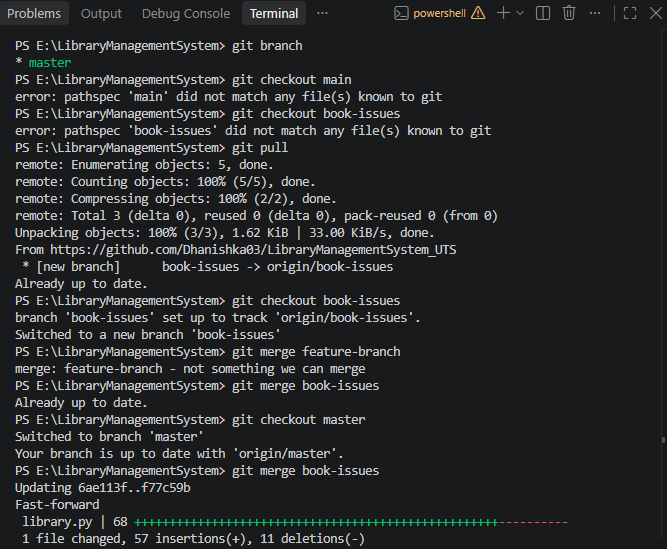 Problems Output Debug Console Terminal ··· powershell ···
PS E:\LibraryManagementSystem> git branch
* master
PS E:\LibraryManagementSystem> git checkout main
error: pathspec 'main' did not match any file(s) known to git
PS E:\LibraryManagementSystem> git checkout book-issues
error: pathspec 'book-issues' did not match any file(s) known to git
PS E:\LibraryManagementSystem> git pull
remote: Enumerating objects: 5, done.
remote: Counting objects: 100% (5/5), done.
remote: Compressing objects: 100% (2/2), done.
remote: Total 3 (delta 0), reused 0 (delta 0), pack-reused 0 (from 0)
Unpacking objects: 100% (3/3), 1.62 KiB | 33.00 KiB/s, done.
From https://github.com/Dhanishka03/LibraryManagementSystem_UTS
 * [new branch]      book-issues -> origin/book-issues
Already up to date.
PS E:\LibraryManagementSystem> git checkout book-issues
branch 'book-issues' set up to track 'origin/book-issues'.
Switched to a new branch 'book-issues'
PS E:\LibraryManagementSystem> git merge feature-branch
merge: feature-branch - not something we can merge
PS E:\LibraryManagementSystem> git merge book-issues
Already up to date.
PS E:\LibraryManagementSystem> git checkout master
Switched to branch 'master'
Your branch is up to date with 'origin/master'.
PS E:\LibraryManagementSystem> git merge book-issues
Updating 6ae113f..f77c59b
Fast-forward
 library.py | 68 ++++++++++++++++++++++++++++++++++++++++++++++++++++----------
 1 file changed, 57 insertions(+), 11 deletions(-)